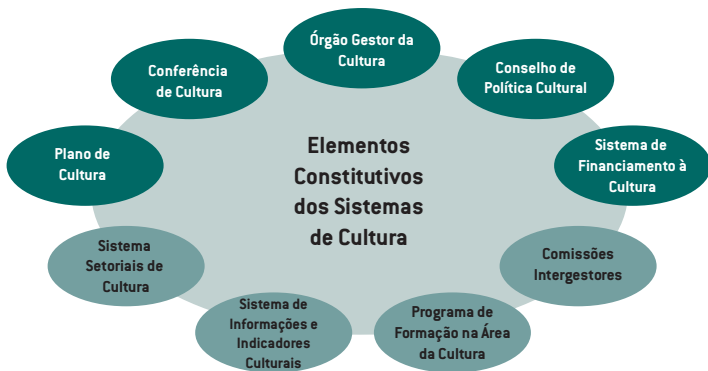 Órgão Gestor da
Cultura
Conferência
de Cultura
Conselho de
Política Cultural
Plano de
Cultura
Elementos
Constitutivos
dos Sistemas
de Cultura
Sistema de
Financiamento à
Cultura
Sistema
Setoriais de
Cultura
Comissões
Intergestores
Sistema de
Informações e
Indicadores
Culturais
Programa de
Formação na Área
da Cultura